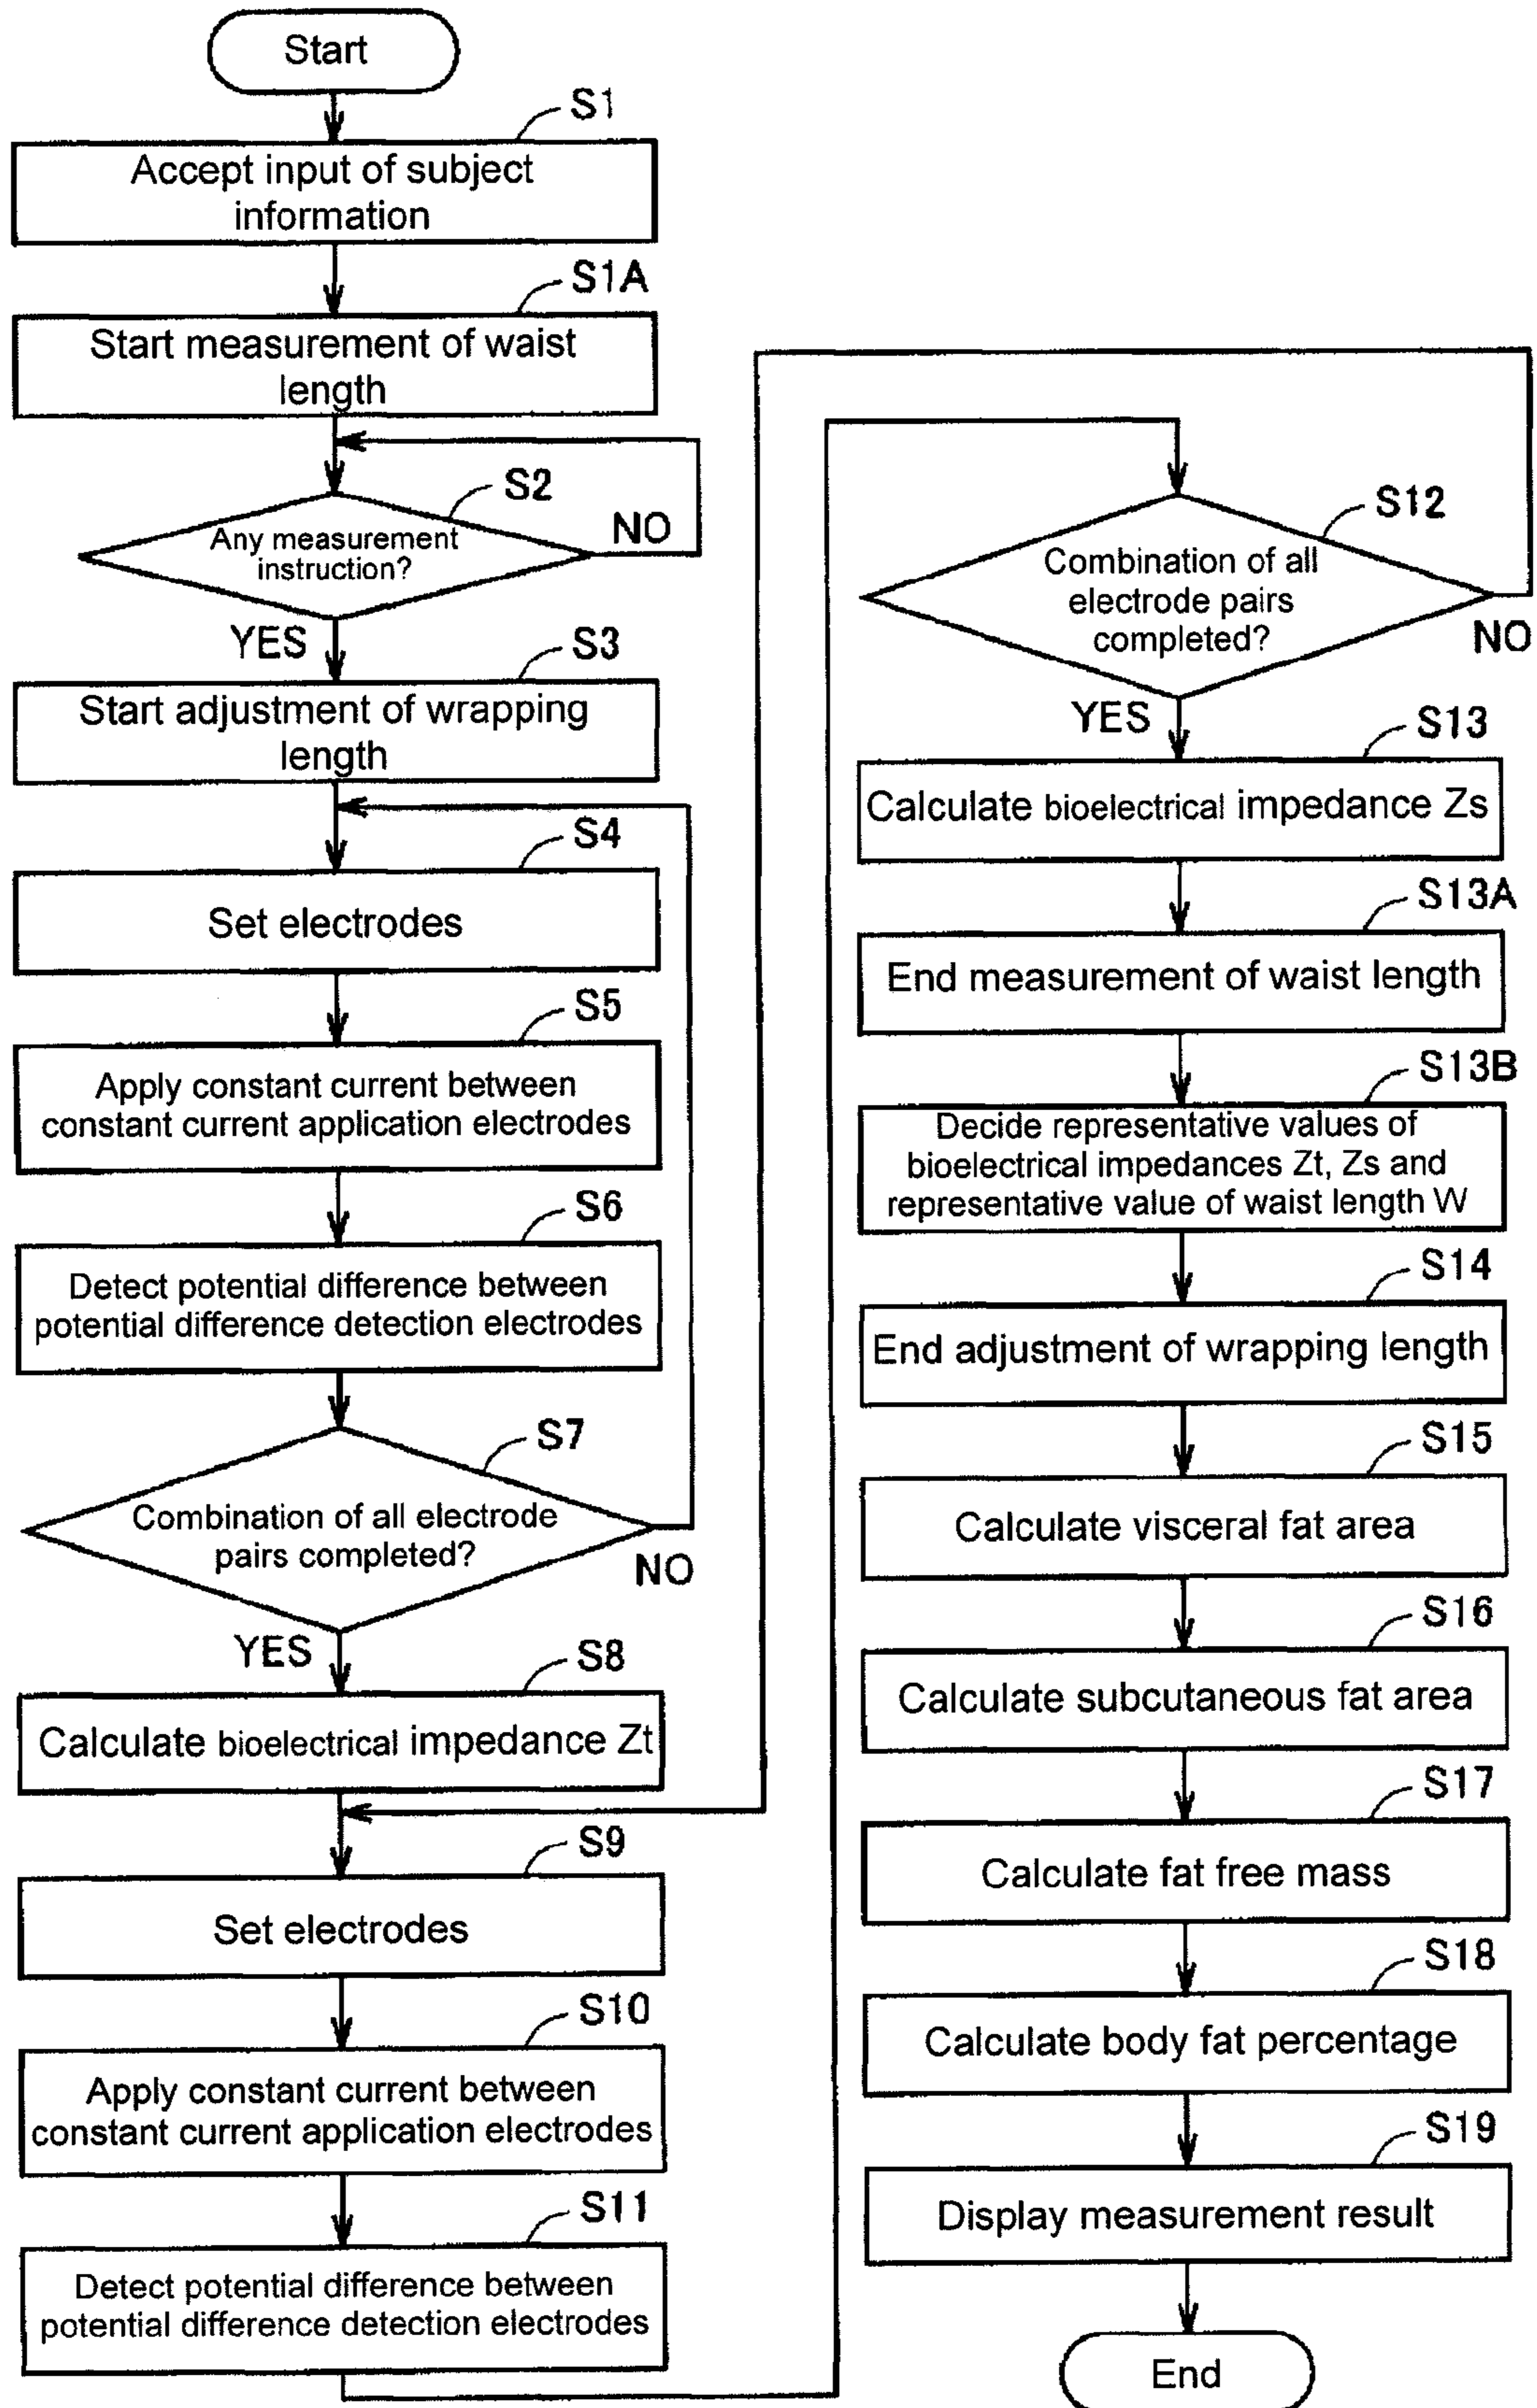 Start
S1
Accept input of subject
information
S1A
Start measurement of waist
length
S2
Any measurement
instruction?
NO
YES
S3
Start adjustment of wrapping
length
S4
Set electrodes
S5
Apply constant current between
constant current application electrodes
S6
Detect potential difference between
potential difference detection electrodes
S7
Combination of all electrode
pairs completed?
NO
YES
S8
Calculate bioelectrical impedance Zt
S9
Set electrodes
S10
Apply constant current between
constant current application electrodes
S11
Detect potential difference between
potential difference detection electrodes
S12
Combination of all
electrode pairs
completed?
NO
YES
S13
Calculate bioelectrical impedance Zs
S13A
End measurement of waist length
S13B
Decide representative values of
bioelectrical impedances Zt, Zs and
representative value of waist length W
S14
End adjustment of wrapping length
S15
Calculate visceral fat area
S16
Calculate subcutaneous fat area
S17
Calculate fat free mass
S18
Calculate body fat percentage
S19
Display measurement result
End